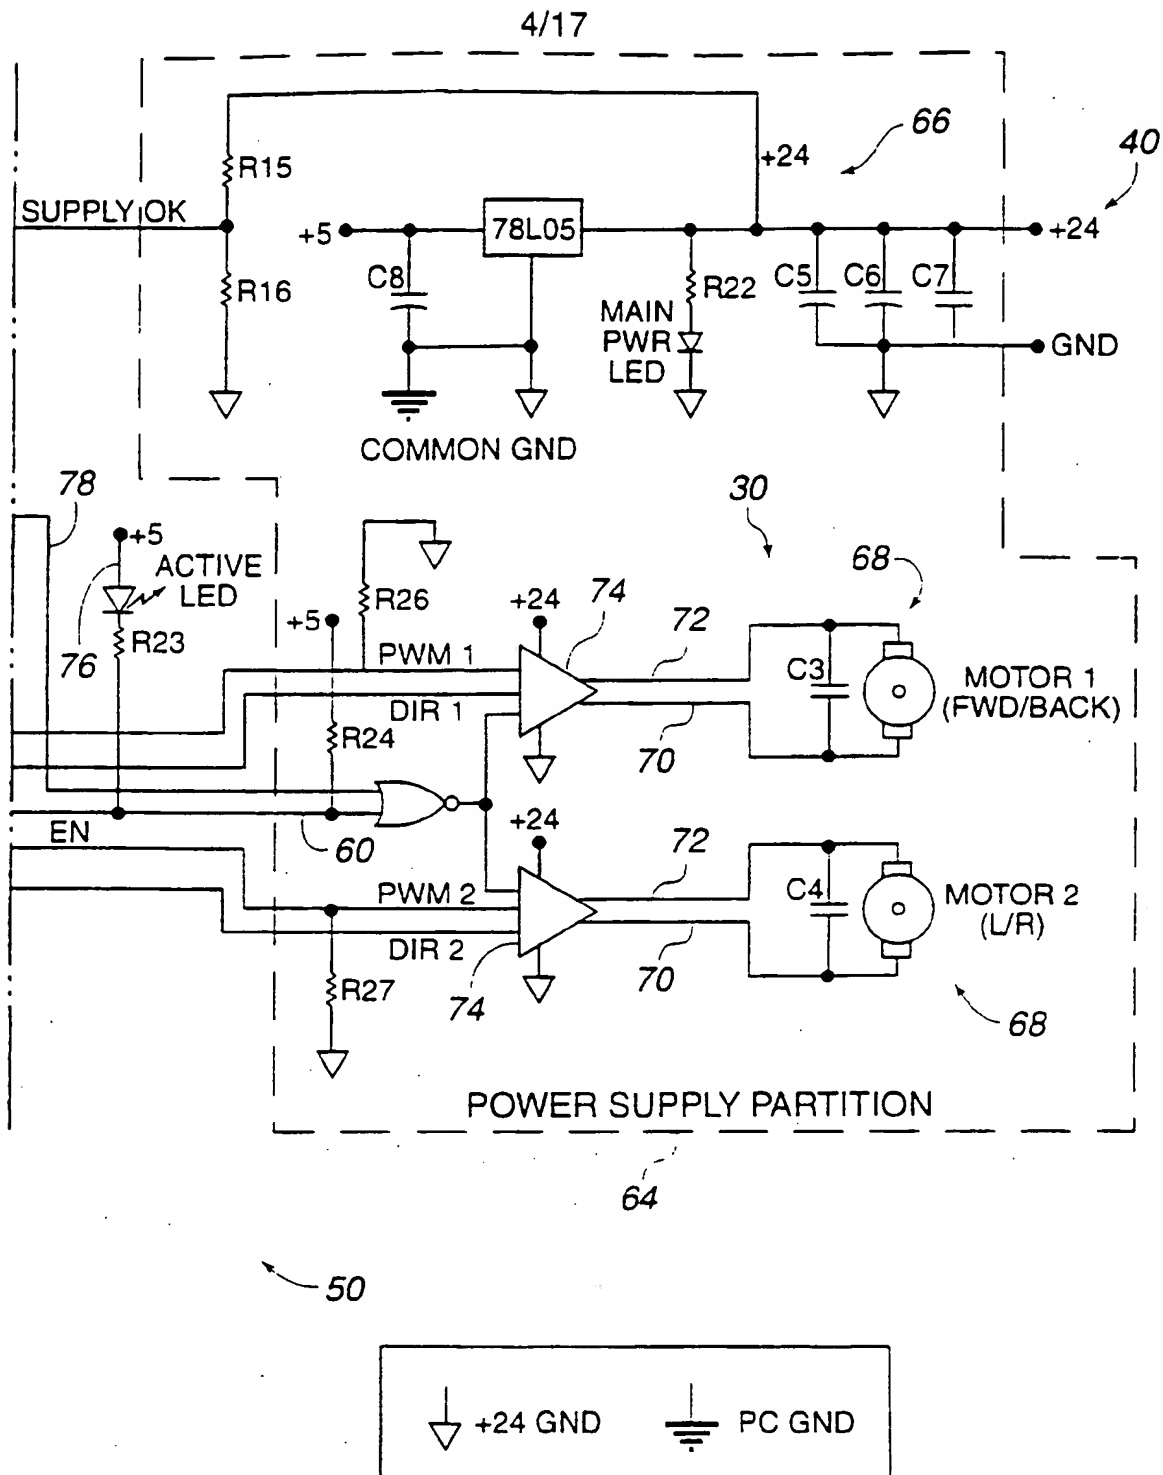 4/17
66
40
+24
R15
SUPPLY OK
+5
78L05
+24
R16
C8
R22
C5
C6
C7
MAIN
PWR
LED
GND
COMMON GND
78
30
+5
ACTIVE
LED
68
74
R26
+24
+5
72
R23
76
PWM 1
C3
MOTOR 1
(FWD/BACK)
DIR 1
R24
70
EN
60
+24
72
PWM 2
C4
MOTOR 2
(L/R)
DIR 2
70
R27
74
68
POWER SUPPLY PARTITION
64
50
+24 GND
PC GND